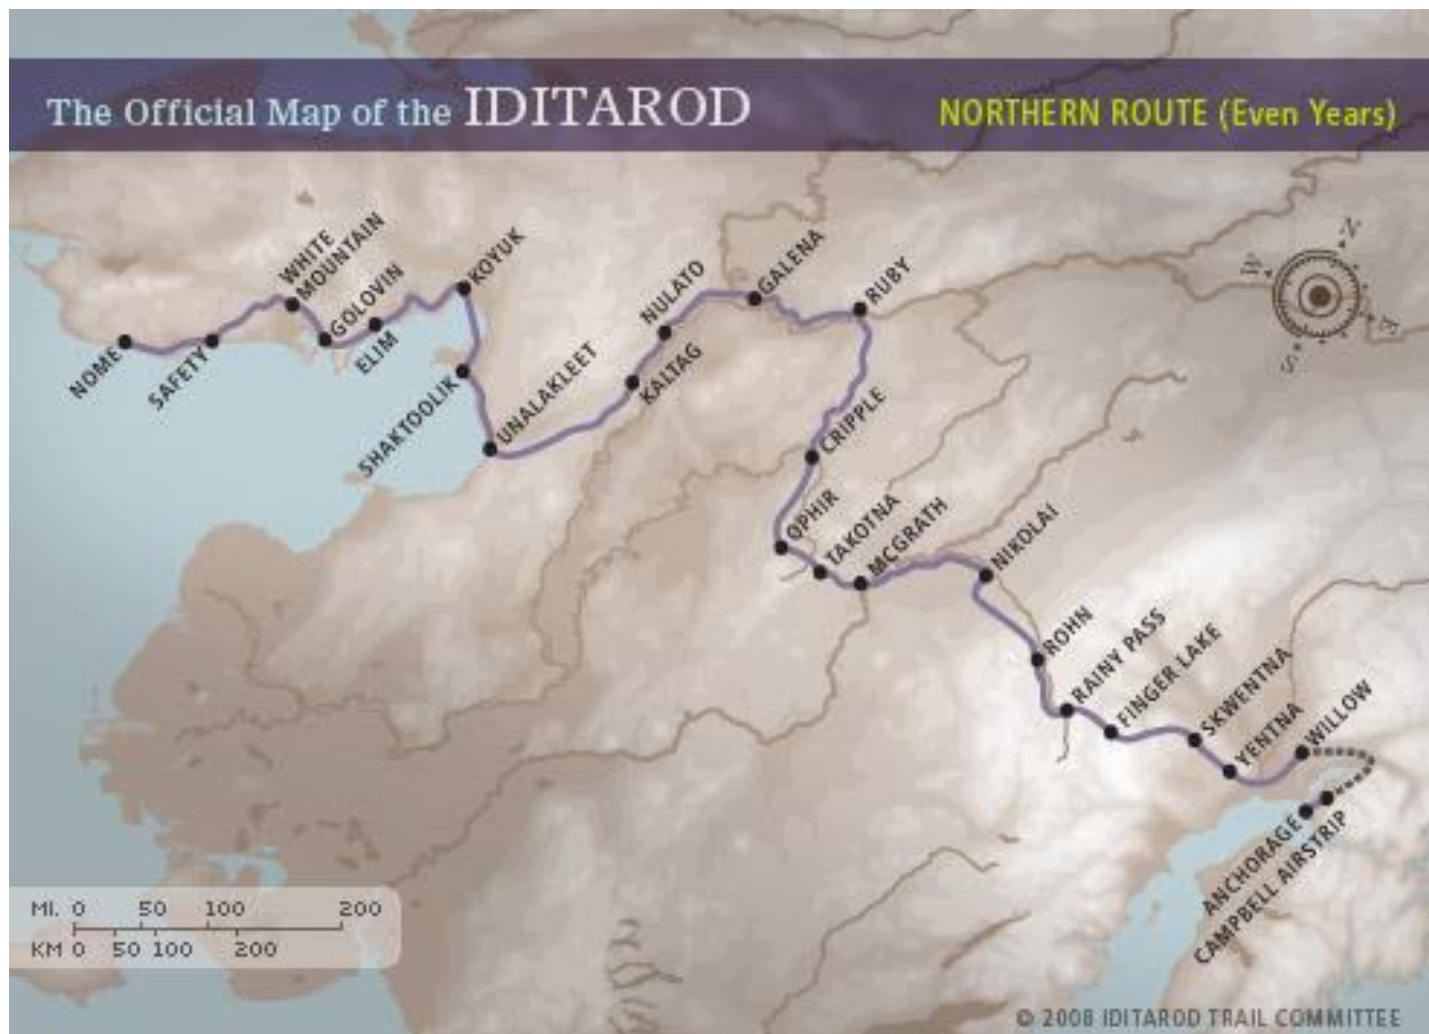 The Official Map of the IDITAROD
NORTHERN ROUTE (Even Years)
N
W
E
S
WHITE
MOUNTAIN
KOYUK
GOLOVIN
NULATO
GALENA
RUBY
NOME
SAFETY
ELIM
SHAKTOOLIK
UNALAKLEET
KALTAG
CRIPPLE
OPHIR
TAKOTNA
MCGRATH
NIKOLAI
ROHN
RAINY PASS
FINGER LAKE
SKWENTNA
YENTNA
WILLOW
ANCHORAGE
CAMPBELL AIRSTRIP
MI. 0 50 100 200
KM 0 50 100 200
© 2008 IDITAROD TRAIL COMMITTEE